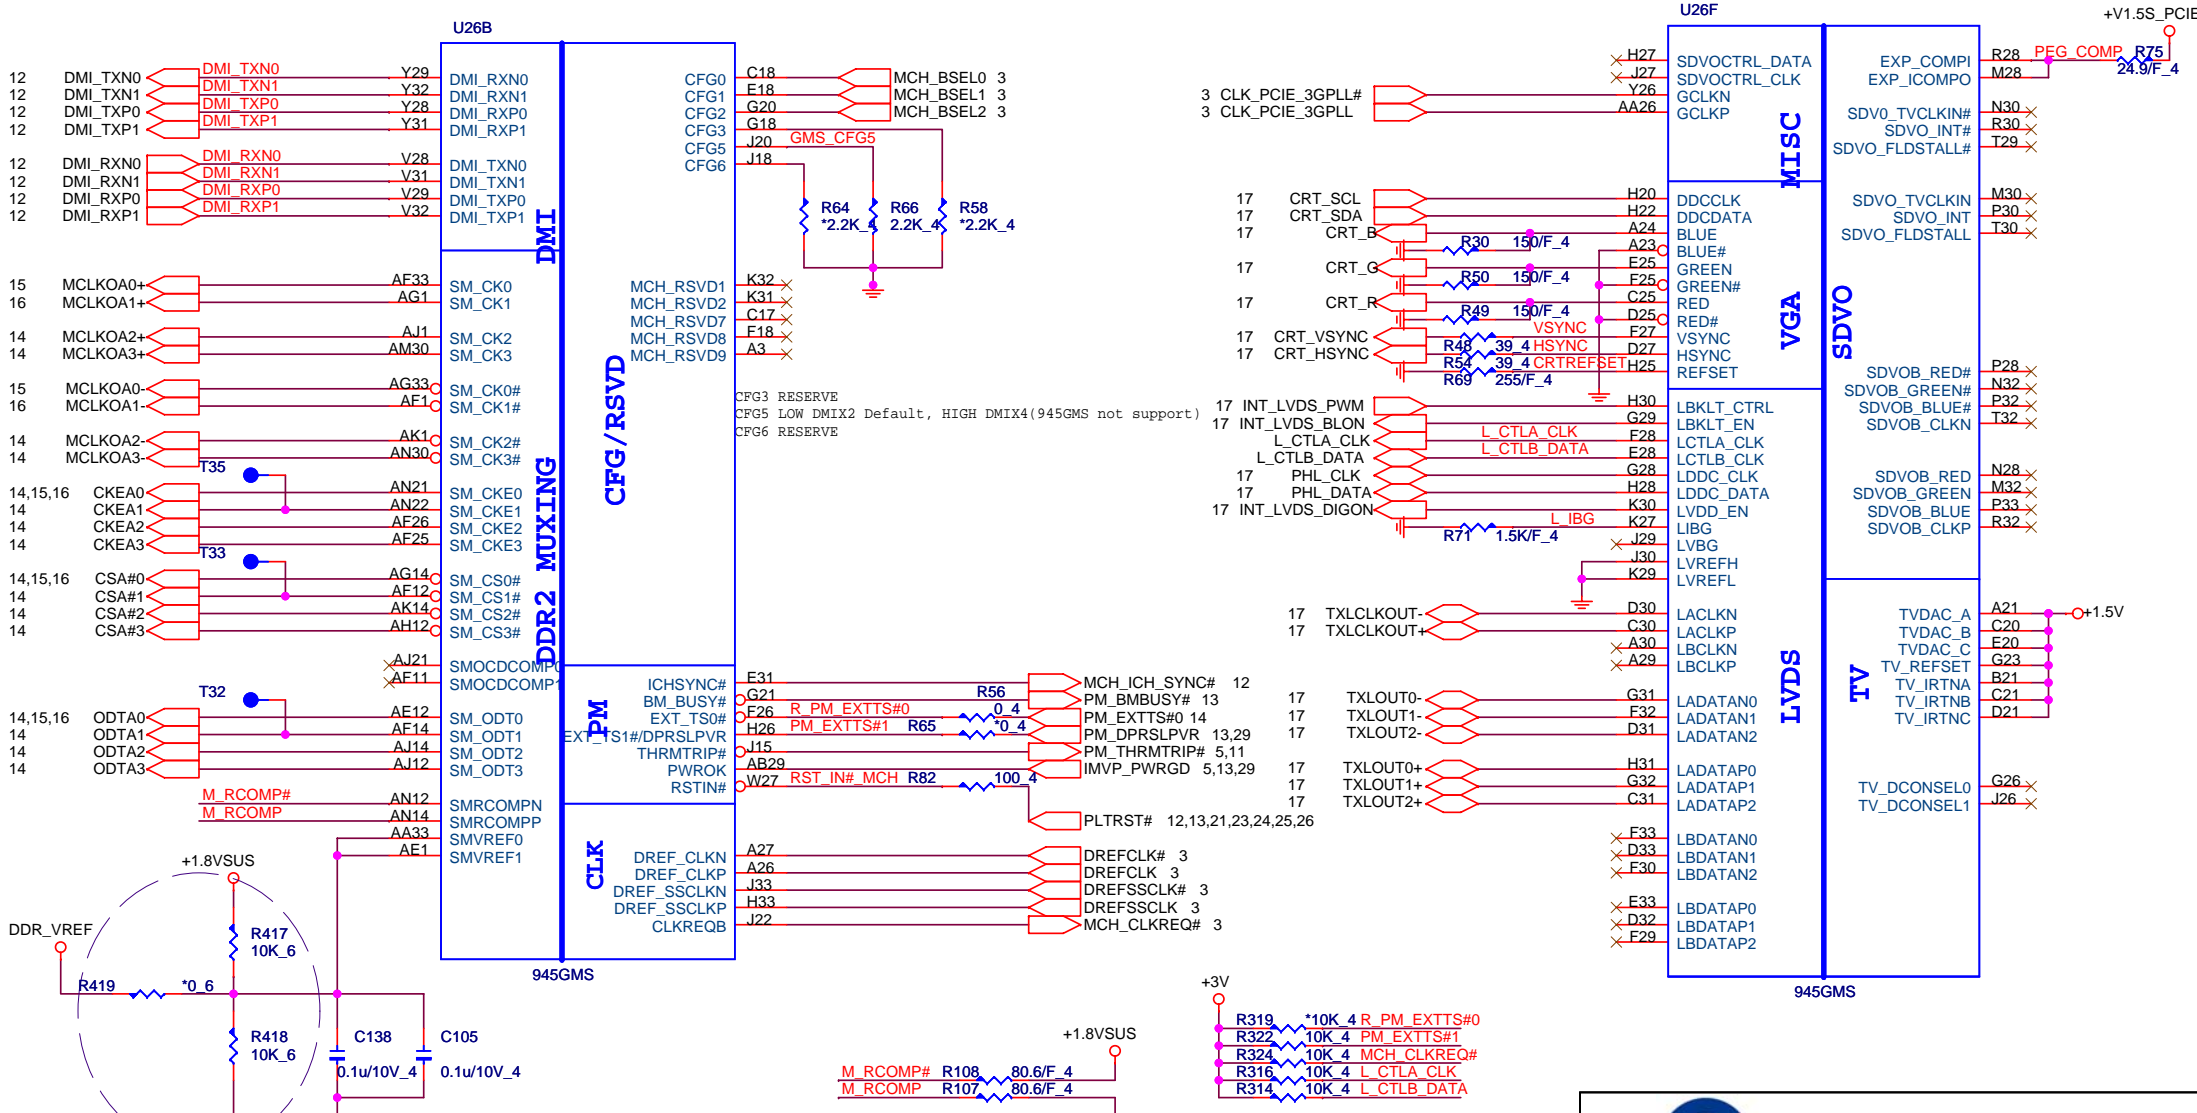 U26B
12 DMI_TXN0 DMI_TXN0 Y29 DMI_RXN0
12 DMI_TXN1 DMI_TXN1 Y32 DMI_RXN1
12 DMI_TXP0 DMI_TXP0 Y28 DMI_RXP0
12 DMI_TXP1 DMI_TXP1 Y31 DMI_RXP1
12 DMI_RXN0 DMI_RXN0 V28 DMI_TXN0
12 DMI_RXN1 DMI_RXN1 V31 DMI_TXN1
12 DMI_RXP0 DMI_RXP0 V29 DMI_TXP0
12 DMI_RXP1 DMI_RXP1 V32 DMI_TXP1
DMI
15 MCLKOA0+ AF33 SM_CK0
16 MCLKOA1+ AG1 SM_CK1
14 MCLKOA2+ AJ1 SM_CK2
14 MCLKOA3+ AM30 SM_CK3
15 MCLKOA0- AG33 SM_CK0#
16 MCLKOA1- AF1 SM_CK1#
14 MCLKOA2- AK1 SM_CK2#
14 MCLKOA3- AN30 SM_CK3#
T35
14,15,16 CKEA0 AN21 SM_CKE0
14 CKEA1 AN22 SM_CKE1
14 CKEA2 AF26 SM_CKE2
14 CKEA3 AF25 SM_CKE3
T33
14,15,16 CSA#0 AG14 SM_CS0#
14 CSA#1 AF12 SM_CS1#
14 CSA#2 AK14 SM_CS2#
14 CSA#3 AH12 SM_CS3#
DDR2 MUXING
AJ21 SMOCDCOMP0
AF11 SMOCDCOMP1
T32
14,15,16 ODTA0 AE12 SM_ODT0
14 ODTA1 AF14 SM_ODT1
14 ODTA2 AJ14 SM_ODT2
14 ODTA3 AJ12 SM_ODT3
M_RCOMP# AN12 SMRCOMPN
M_RCOMP AN14 SMRCOMPP
AA33 SMVREF0
AE1 SMVREF1
CFG0 C18 MCH_BSEL0 3
CFG1 E18 MCH_BSEL1 3
CFG2 G20 MCH_BSEL2 3
CFG3 G18
CFG5 J20 GMS_CFG5
CFG6 J18
R64 *2.2K_4
R66 2.2K_4
R58 *2.2K_4
MCH_RSVD1 K32
MCH_RSVD2 K31
MCH_RSVD7 C17
MCH_RSVD8 F18
MCH_RSVD9 A3
CFG/RSVD
CFG3 RESERVE
CFG5 LOW DMIX2 Default, HIGH DMIX4(945GMS not support)
CFG6 RESERVE
PM
ICHSYNC# E31 MCH_ICH_SYNC# 12
BM_BUSY# G21 PM_BMBUSY# 13
EXT_TS0# F26 R_PM_EXTTS#0 R56 0_4 PM_EXTTS#0 14
EXT_TS1#/DPRSLPVR H26 PM_EXTTS#1 R65 *0_4 PM_DPRSLPVR 13,29
THRMTRIP# J15 PM_THRMTRIP# 5,11
PWROK AB29 IMVP_PWRGD 5,13,29
RSTIN# W27 RST_IN#_MCH R82 100_4
PLTRST# 12,13,21,23,24,25,26
CLK
DREF_CLKN A27 DREFCLK# 3
DREF_CLKP A26 DREFCLK 3
DREF_SSCLKN J33 DREFSSCLK# 3
DREF_SSCLKP H33 DREFSSCLK 3
CLKREQB J22 MCH_CLKREQ# 3
945GMS
+1.8VSUS
DDR_VREF
R417 10K_6
R419 *0_6
R418 10K_6
C138 0.1u/10V_4
C105 0.1u/10V_4
+1.8VSUS
M_RCOMP# R108 80.6/F_4
M_RCOMP R107 80.6/F_4
+3V
R319 *10K_4 R_PM_EXTTS#0
R322 10K_4 PM_EXTTS#1
R324 10K_4 MCH_CLKREQ#
R316 10K_4 L_CTLA_CLK
R314 10K_4 L_CTLB_DATA
U26F
H27 SDVOCTRL_DATA
J27 SDVOCTRL_CLK
3 CLK_PCIE_3GPLL# Y26 GCLKN
3 CLK_PCIE_3GPLL AA26 GCLKP
MISC
17 CRT_SCL H20 DDCCLK
17 CRT_SDA H22 DDCDATA
17 CRT_B A24 BLUE
R30 150/F_4 A23 BLUE#
17 CRT_G E25 GREEN
R50 150/F_4 F25 GREEN#
17 CRT_R C25 RED
R49 150/F_4 D25 RED#
17 CRT_VSYNC R48 39_4 VSYNC F27 VSYNC
17 CRT_HSYNC R54 39_4 HSYNC D27 HSYNC
R69 255/F_4 CRTREFSET H25 REFSET
VGA
17 INT_LVDS_PWM H30 LBKLT_CTRL
17 INT_LVDS_BLON G29 LBKLT_EN
L_CTLA_CLK L_CTLA_CLK F28 LCTLA_CLK
L_CTLB_DATA L_CTLB_DATA E28 LCTLB_CLK
17 PHL_CLK G28 LDDC_CLK
17 PHL_DATA H28 LDDC_DATA
17 INT_LVDS_DIGON K30 LVDD_EN
R71 1.5K/F_4 L_IBG K27 LIBG
J29 LVBG
J30 LVREFH
K29 LVREFL
17 TXLCLKOUT- D30 LACLKN
17 TXLCLKOUT+ C30 LACLKP
A30 LBCLKN
A29 LBCLKP
LVDS
17 TXLOUT0- G31 LADATAN0
17 TXLOUT1- F32 LADATAN1
17 TXLOUT2- D31 LADATAN2
17 TXLOUT0+ H31 LADATAP0
17 TXLOUT1+ G32 LADATAP1
17 TXLOUT2+ C31 LADATAP2
F33 LBDATAN0
D33 LBDATAN1
F30 LBDATAN2
E33 LBDATAP0
D32 LBDATAP1
F29 LBDATAP2
+V1.5S_PCIE
EXP_COMPI R28 PEG_COMP R75 24.9/F_4
EXP_ICOMPO M28
SDV0_TVCLKIN# N30
SDVO_INT# R30
SDVO_FLDSTALL# T29
SDVO_TVCLKIN M30
SDVO_INT P30
SDVO_FLDSTALL T30
SDVO
SDVOB_RED# P28
SDVOB_GREEN# N32
SDVOB_BLUE# P32
SDVOB_CLKN T32
SDVOB_RED N28
SDVOB_GREEN M32
SDVOB_BLUE P33
SDVOB_CLKP R32
TV
TVDAC_A A21 +1.5V
TVDAC_B C20
TVDAC_C E20
TV_REFSET G23
TV_IRTNA B21
TV_IRTNB C21
TV_IRTNC D21
TV_DCONSEL0 G26
TV_DCONSEL1 J26
945GMS